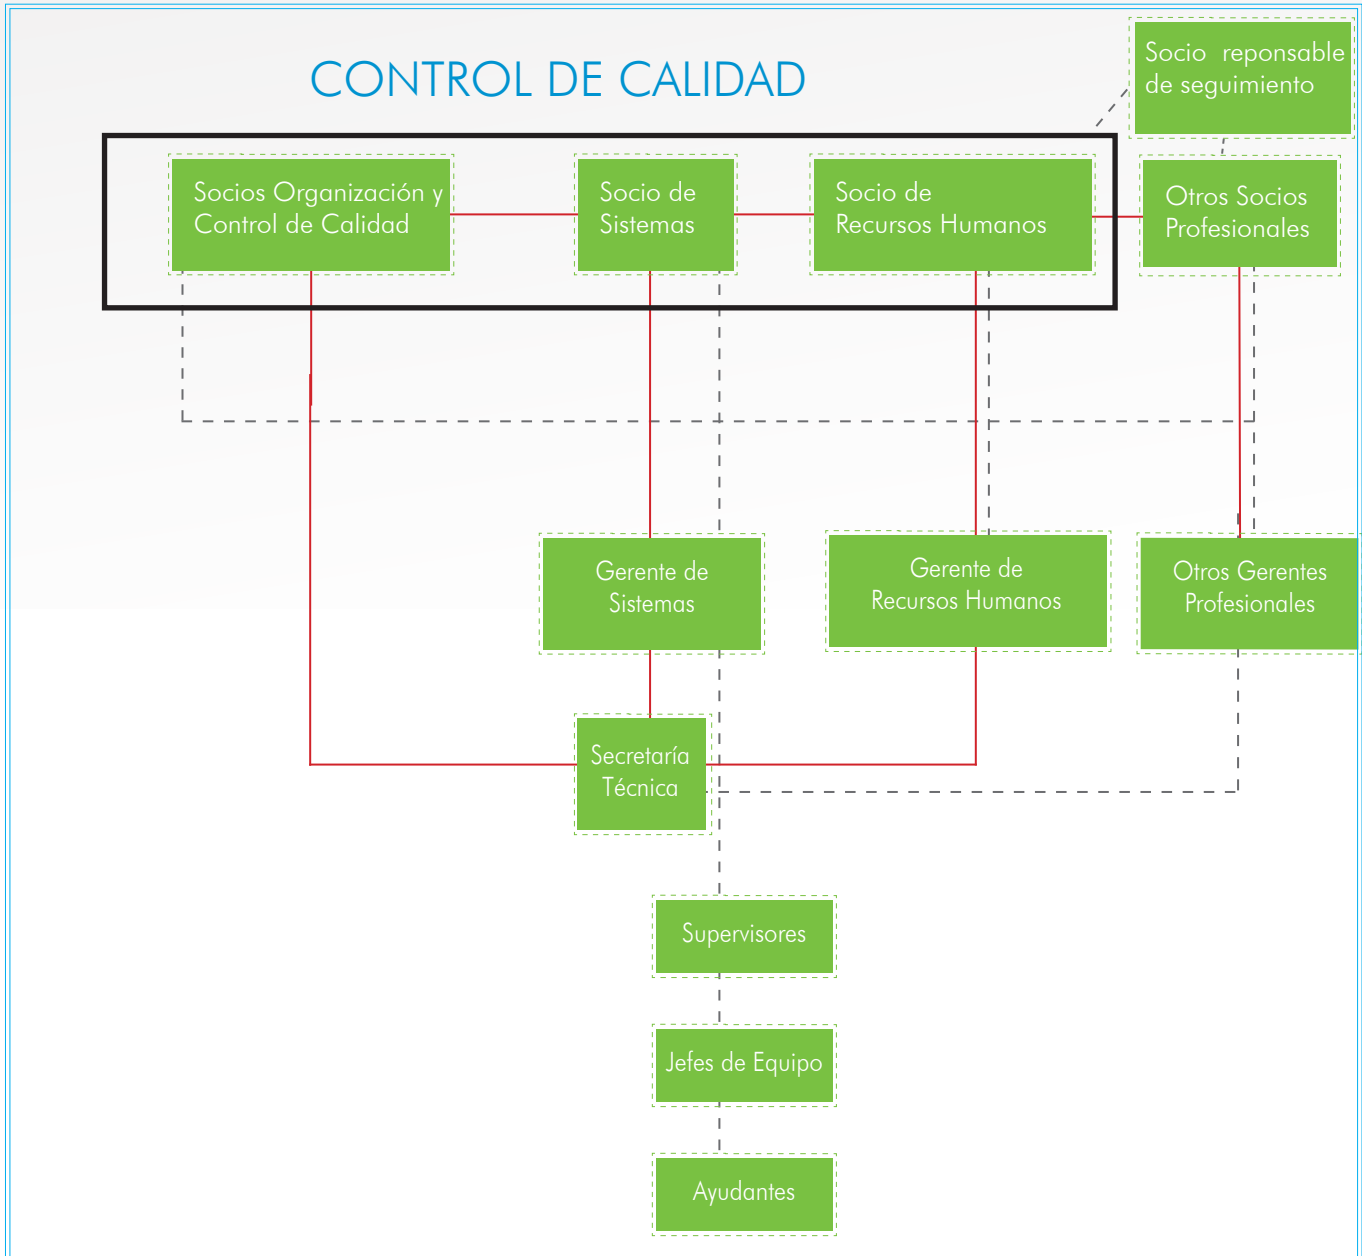 CONTROL DE CALIDAD
Socio reponsable
de seguimiento
Socios Organización y
Control de Calidad
Socio de
Sistemas
Socio de
Recursos Humanos
Otros Socios
Profesionales
Gerente de
Sistemas
Gerente de
Recursos Humanos
Otros Gerentes
Profesionales
Secretaría
Técnica
Supervisores
Jefes de Equipo
Ayudantes